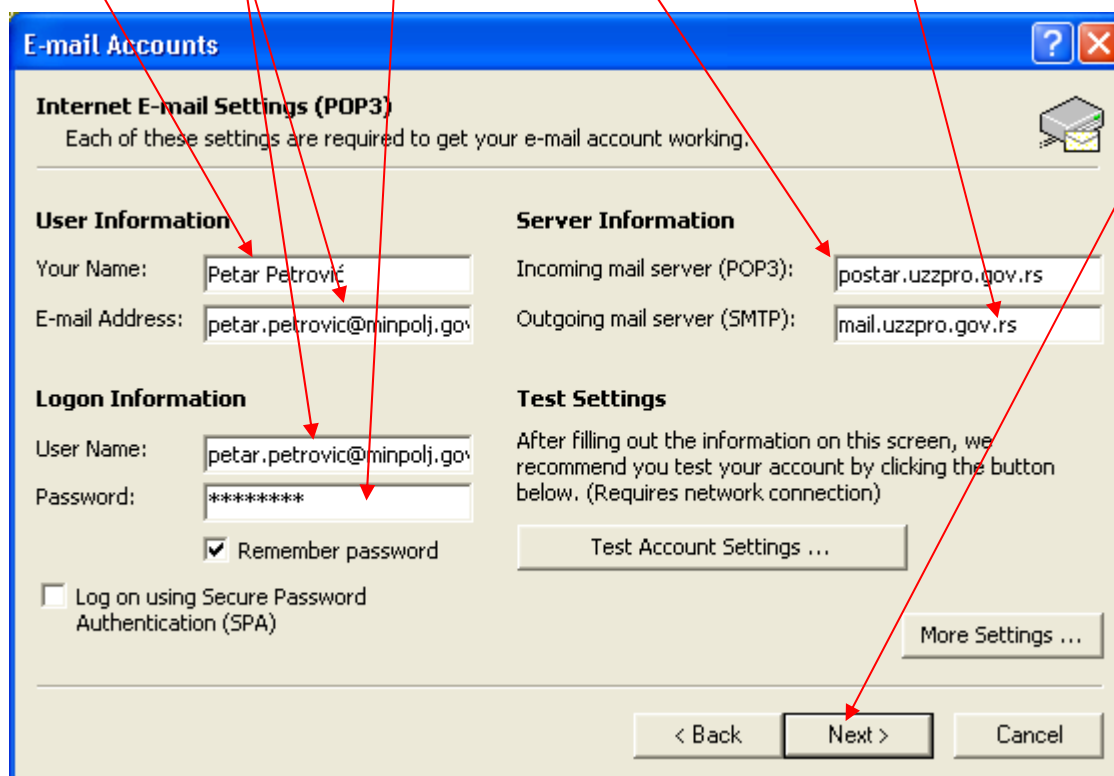 E-mail Accounts
Internet E-mail Settings (POP3)
Each of these settings are required to get your e-mail account working.
User Information
Your Name: Petar Petrović
E-mail Address: petar.petrovic@minpolj.gov
Logon Information
User Name: petar.petrovic@minpolj.gov
Password: ********
Remember password
Log on using Secure Password
Authentication (SPA)
Server Information
Incoming mail server (POP3): postar.uzzpro.gov.rs
Outgoing mail server (SMTP): mail.uzzpro.gov.rs
Test Settings
After filling out the information on this screen, we
recommend you test your account by clicking the button
below. (Requires network connection)
Test Account Settings ...
More Settings ...
< Back
Next >
Cancel